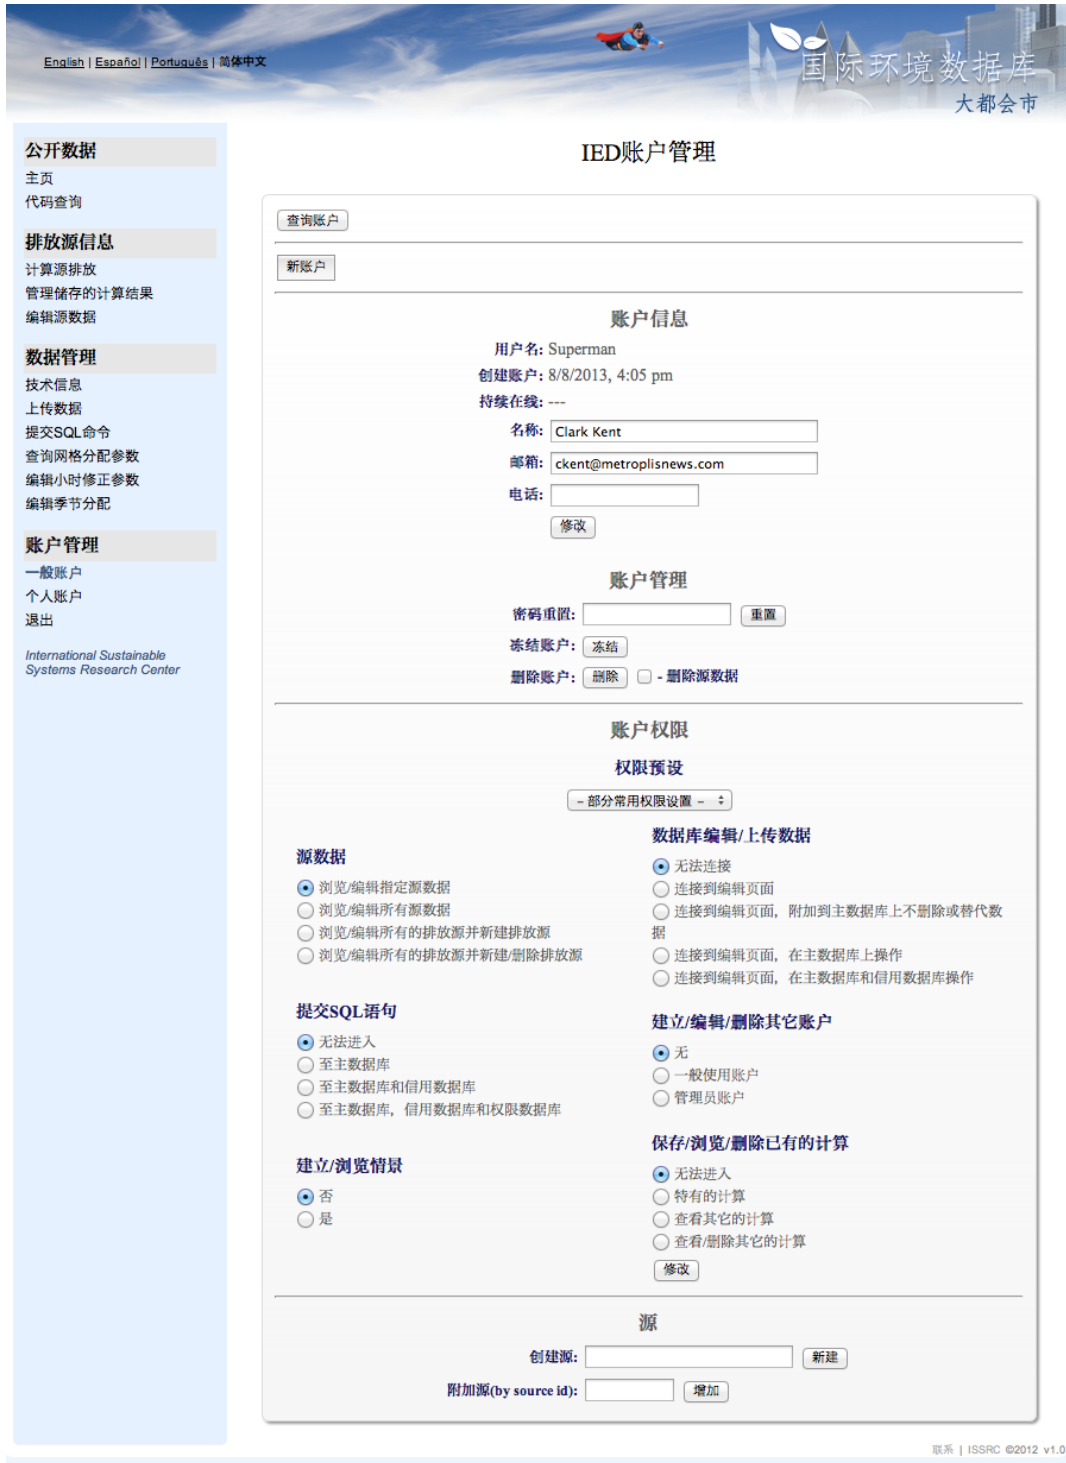 English | Español | Português | 简体中文
国际环境数据库
大都会市
公开数据
主页
代码查询
排放源信息
计算源排放
管理储存的计算结果
编辑源数据
数据管理
技术信息
上传数据
提交SQL命令
查询网格分配参数
编辑小时修正参数
编辑季节分配
账户管理
一般账户
个人账户
退出
International Sustainable
Systems Research Center
IED账户管理
查询账户
新账户
账户信息
用户名: Superman
创建账户: 8/8/2013, 4:05 pm
持续在线: ---
名称: Clark Kent
邮箱: ckent@metroplisnews.com
电话:
修改
账户管理
密码重置: 重置
冻结账户: 冻结
删除账户: 删除 - 删除源数据
账户权限
权限预设
- 部分常用权限设置 -
源数据
浏览/编辑指定源数据
浏览/编辑所有源数据
浏览/编辑所有的排放源并新建排放源
浏览/编辑所有的排放源并新建/删除排放源
提交SQL语句
无法进入
至主数据库
至主数据库和信用数据库
至主数据库，信用数据库和权限数据库
建立/浏览情景
否
是
数据库编辑/上传数据
无法连接
连接到编辑页面
连接到编辑页面，附加到主数据库上不删除或替代数
据
连接到编辑页面，在主数据库上操作
连接到编辑页面，在主数据库和信用数据库操作
建立/编辑/删除其它账户
无
一般使用账户
管理员账户
保存/浏览/删除已有的计算
无法进入
特有的计算
查看其它的计算
查看/删除其它的计算
修改
源
创建源: 新建
附加源(by source id): 增加
联系 | ISSRC ©2012 v1.0